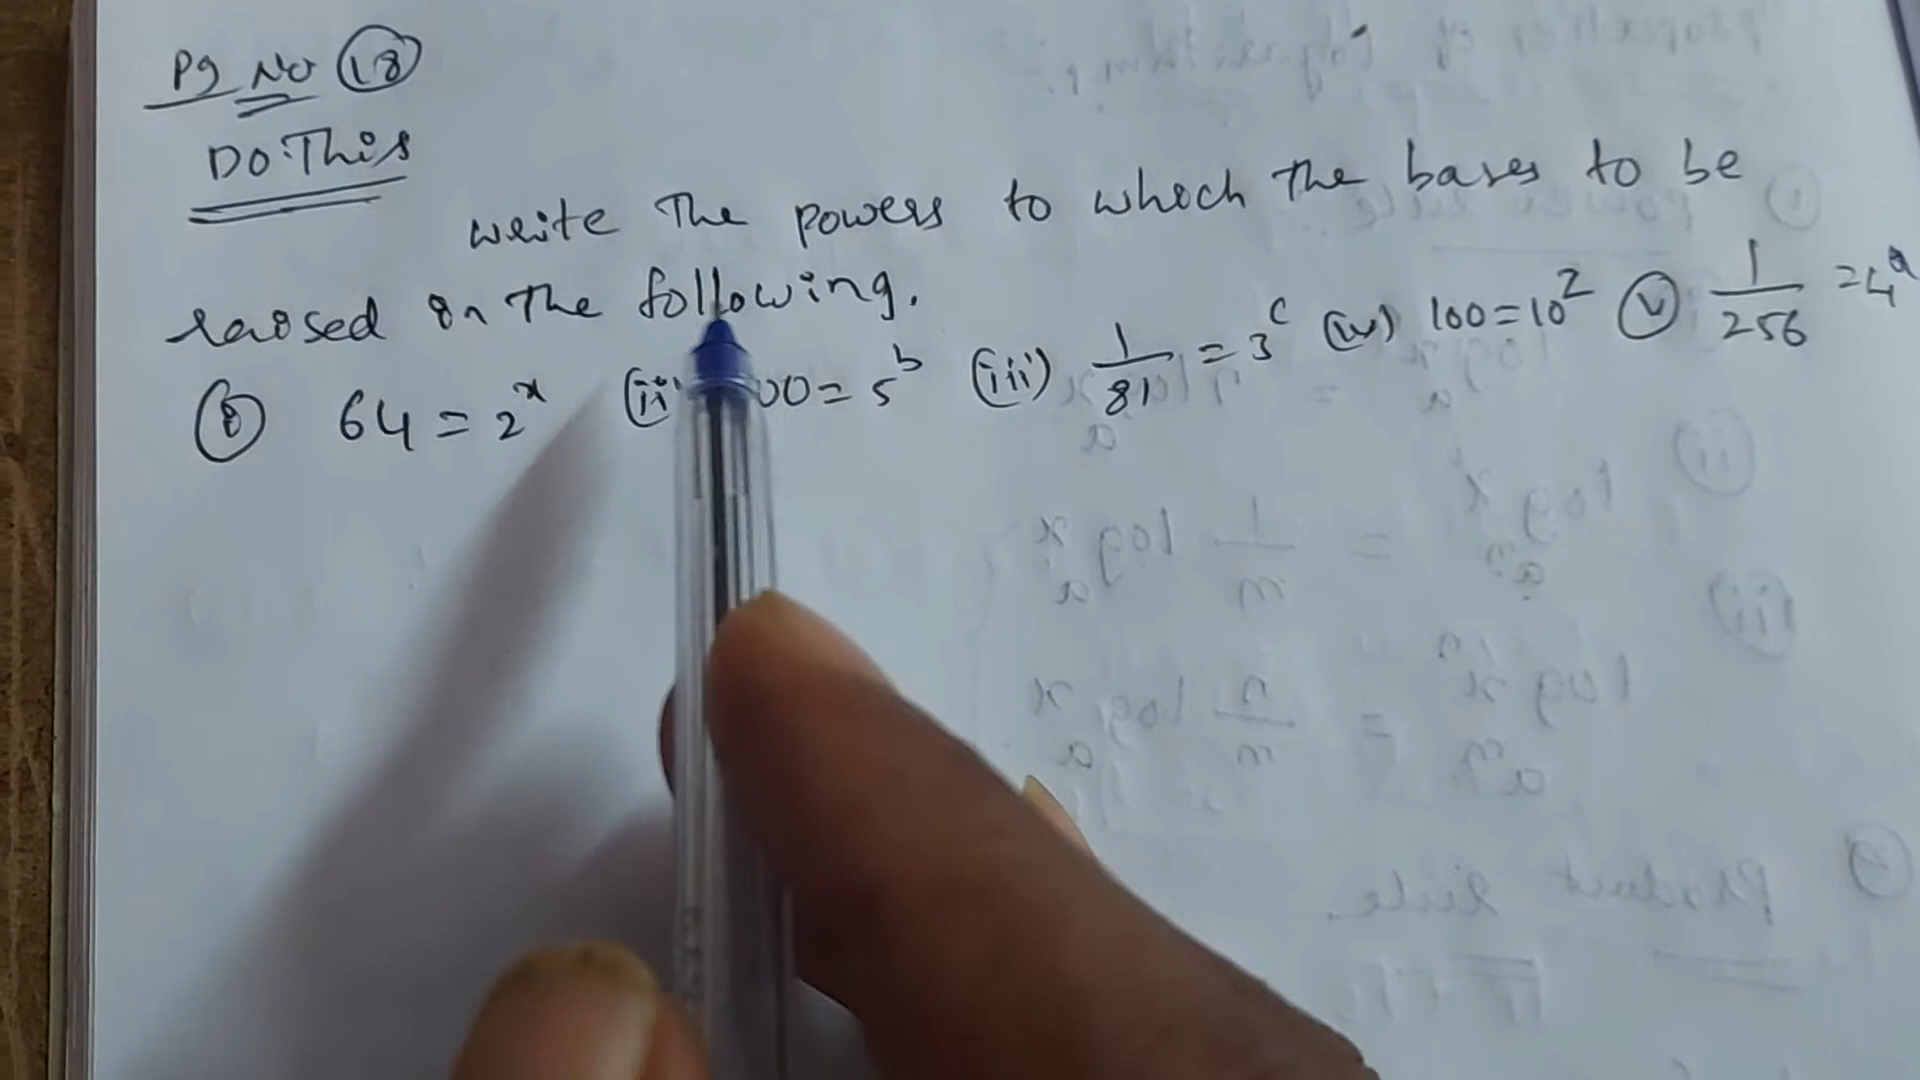 Pg No 18
Do This
write The powers to which The bases to be
raised in The following.
(i) 64 = 2^x (ii) 00 = 5^b (iii) 1/81 = 3^c (iv) 100 = 10^2 (v) 1/256 = 4^a